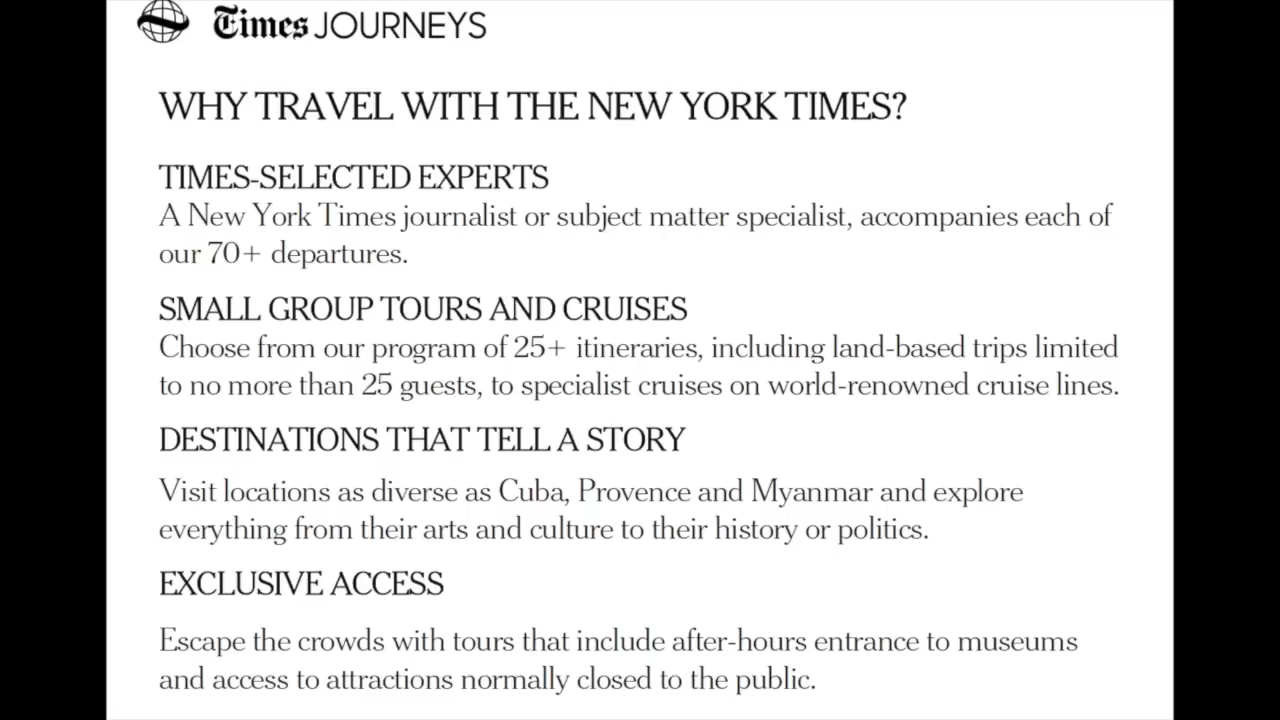 Times JOURNEYS
WHY TRAVEL WITH THE NEW YORK TIMES?
TIMES-SELECTED EXPERTS
A New York Times journalist or subject matter specialist, accompanies each of
our 70+ departures.
SMALL GROUP TOURS AND CRUISES
Choose from our program of 25+ itineraries, including land-based trips limited
to no more than 25 guests, to specialist cruises on world-renowned cruise lines.
DESTINATIONS THAT TELL A STORY
Visit locations as diverse as Cuba, Provence and Myanmar and explore
everything from their arts and culture to their history or politics.
EXCLUSIVE ACCESS
Escape the crowds with tours that include after-hours entrance to museums
and access to attractions normally closed to the public.